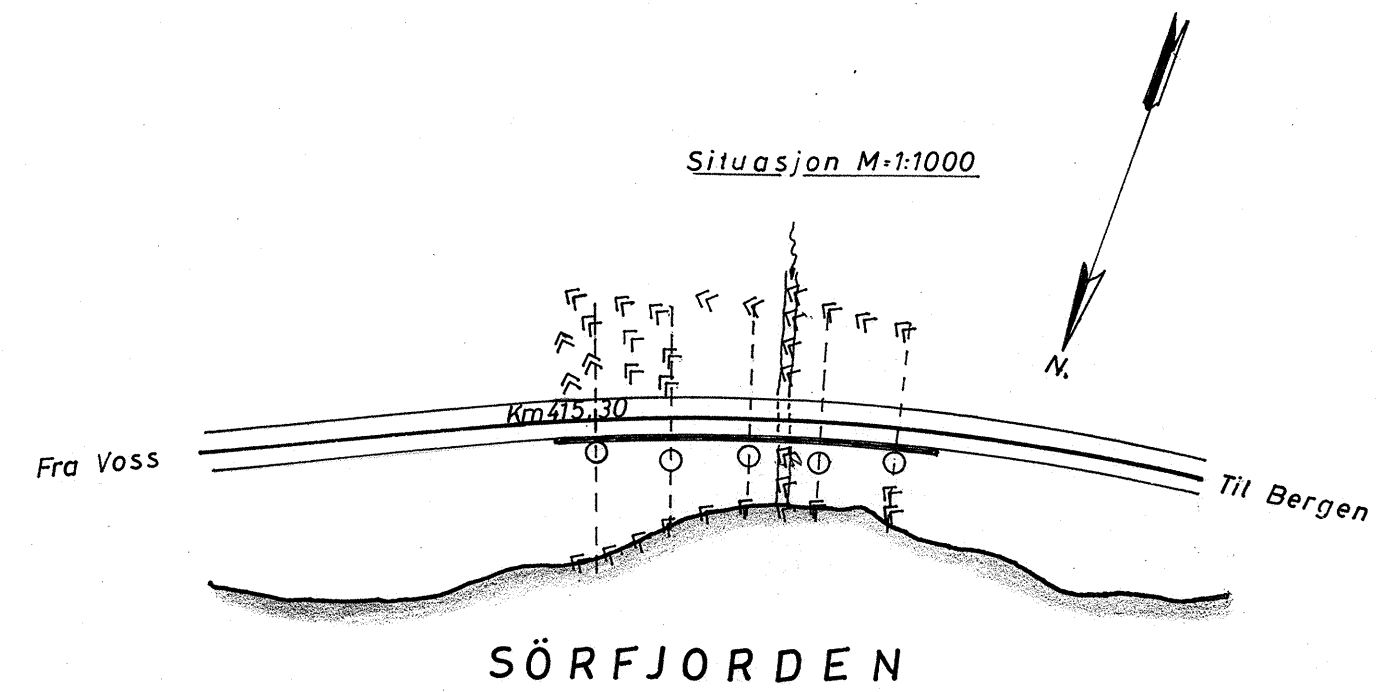 Situasjon M=1:1000
N.
Km 415.30
Fra Voss
Til Bergen
SÖRFJORDEN